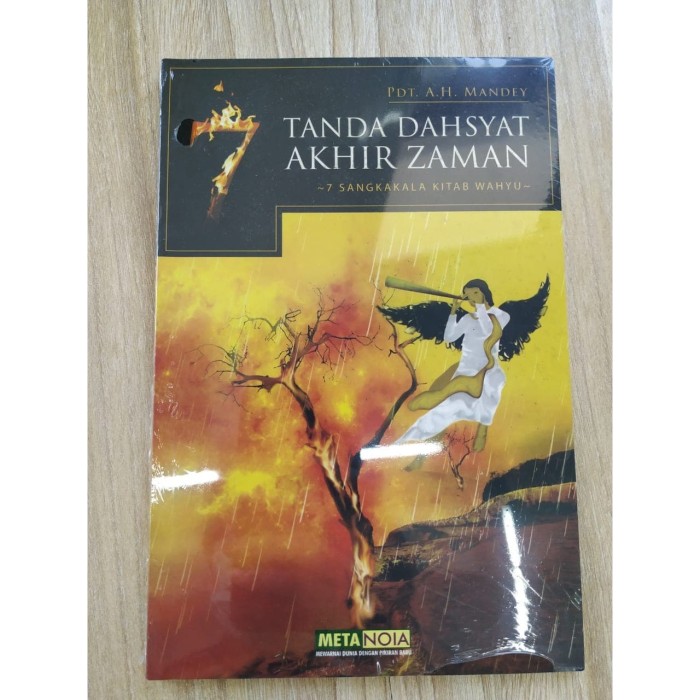 PDT. A.H. MANDEY
7
TANDA DAHSYAT
AKHIR ZAMAN
~7 SANGKAKALA KITAB WAHYU~
METANOIA
MEWARNAI DUNIA DENGAN PIKIRAN BARU